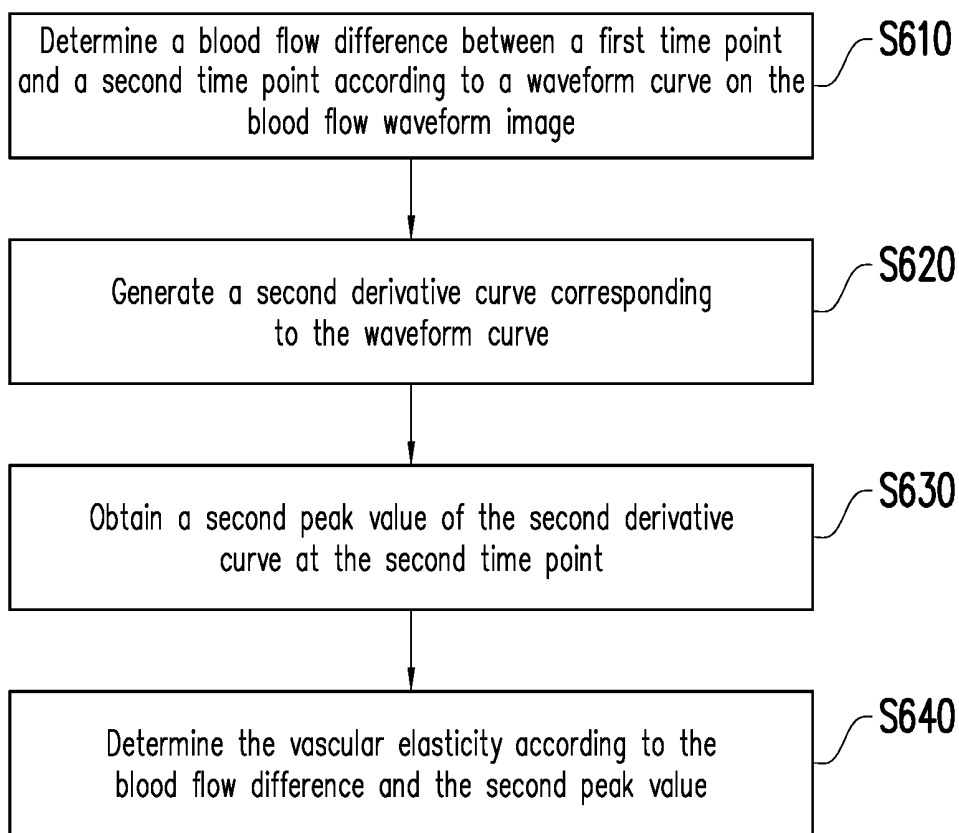 Determine a blood flow difference between a first time point
and a second time point according to a waveform curve on the
blood flow waveform image
S610
Generate a second derivative curve corresponding
to the waveform curve
S620
Obtain a second peak value of the second derivative
curve at the second time point
S630
Determine the vascular elasticity according to the
blood flow difference and the second peak value
S640